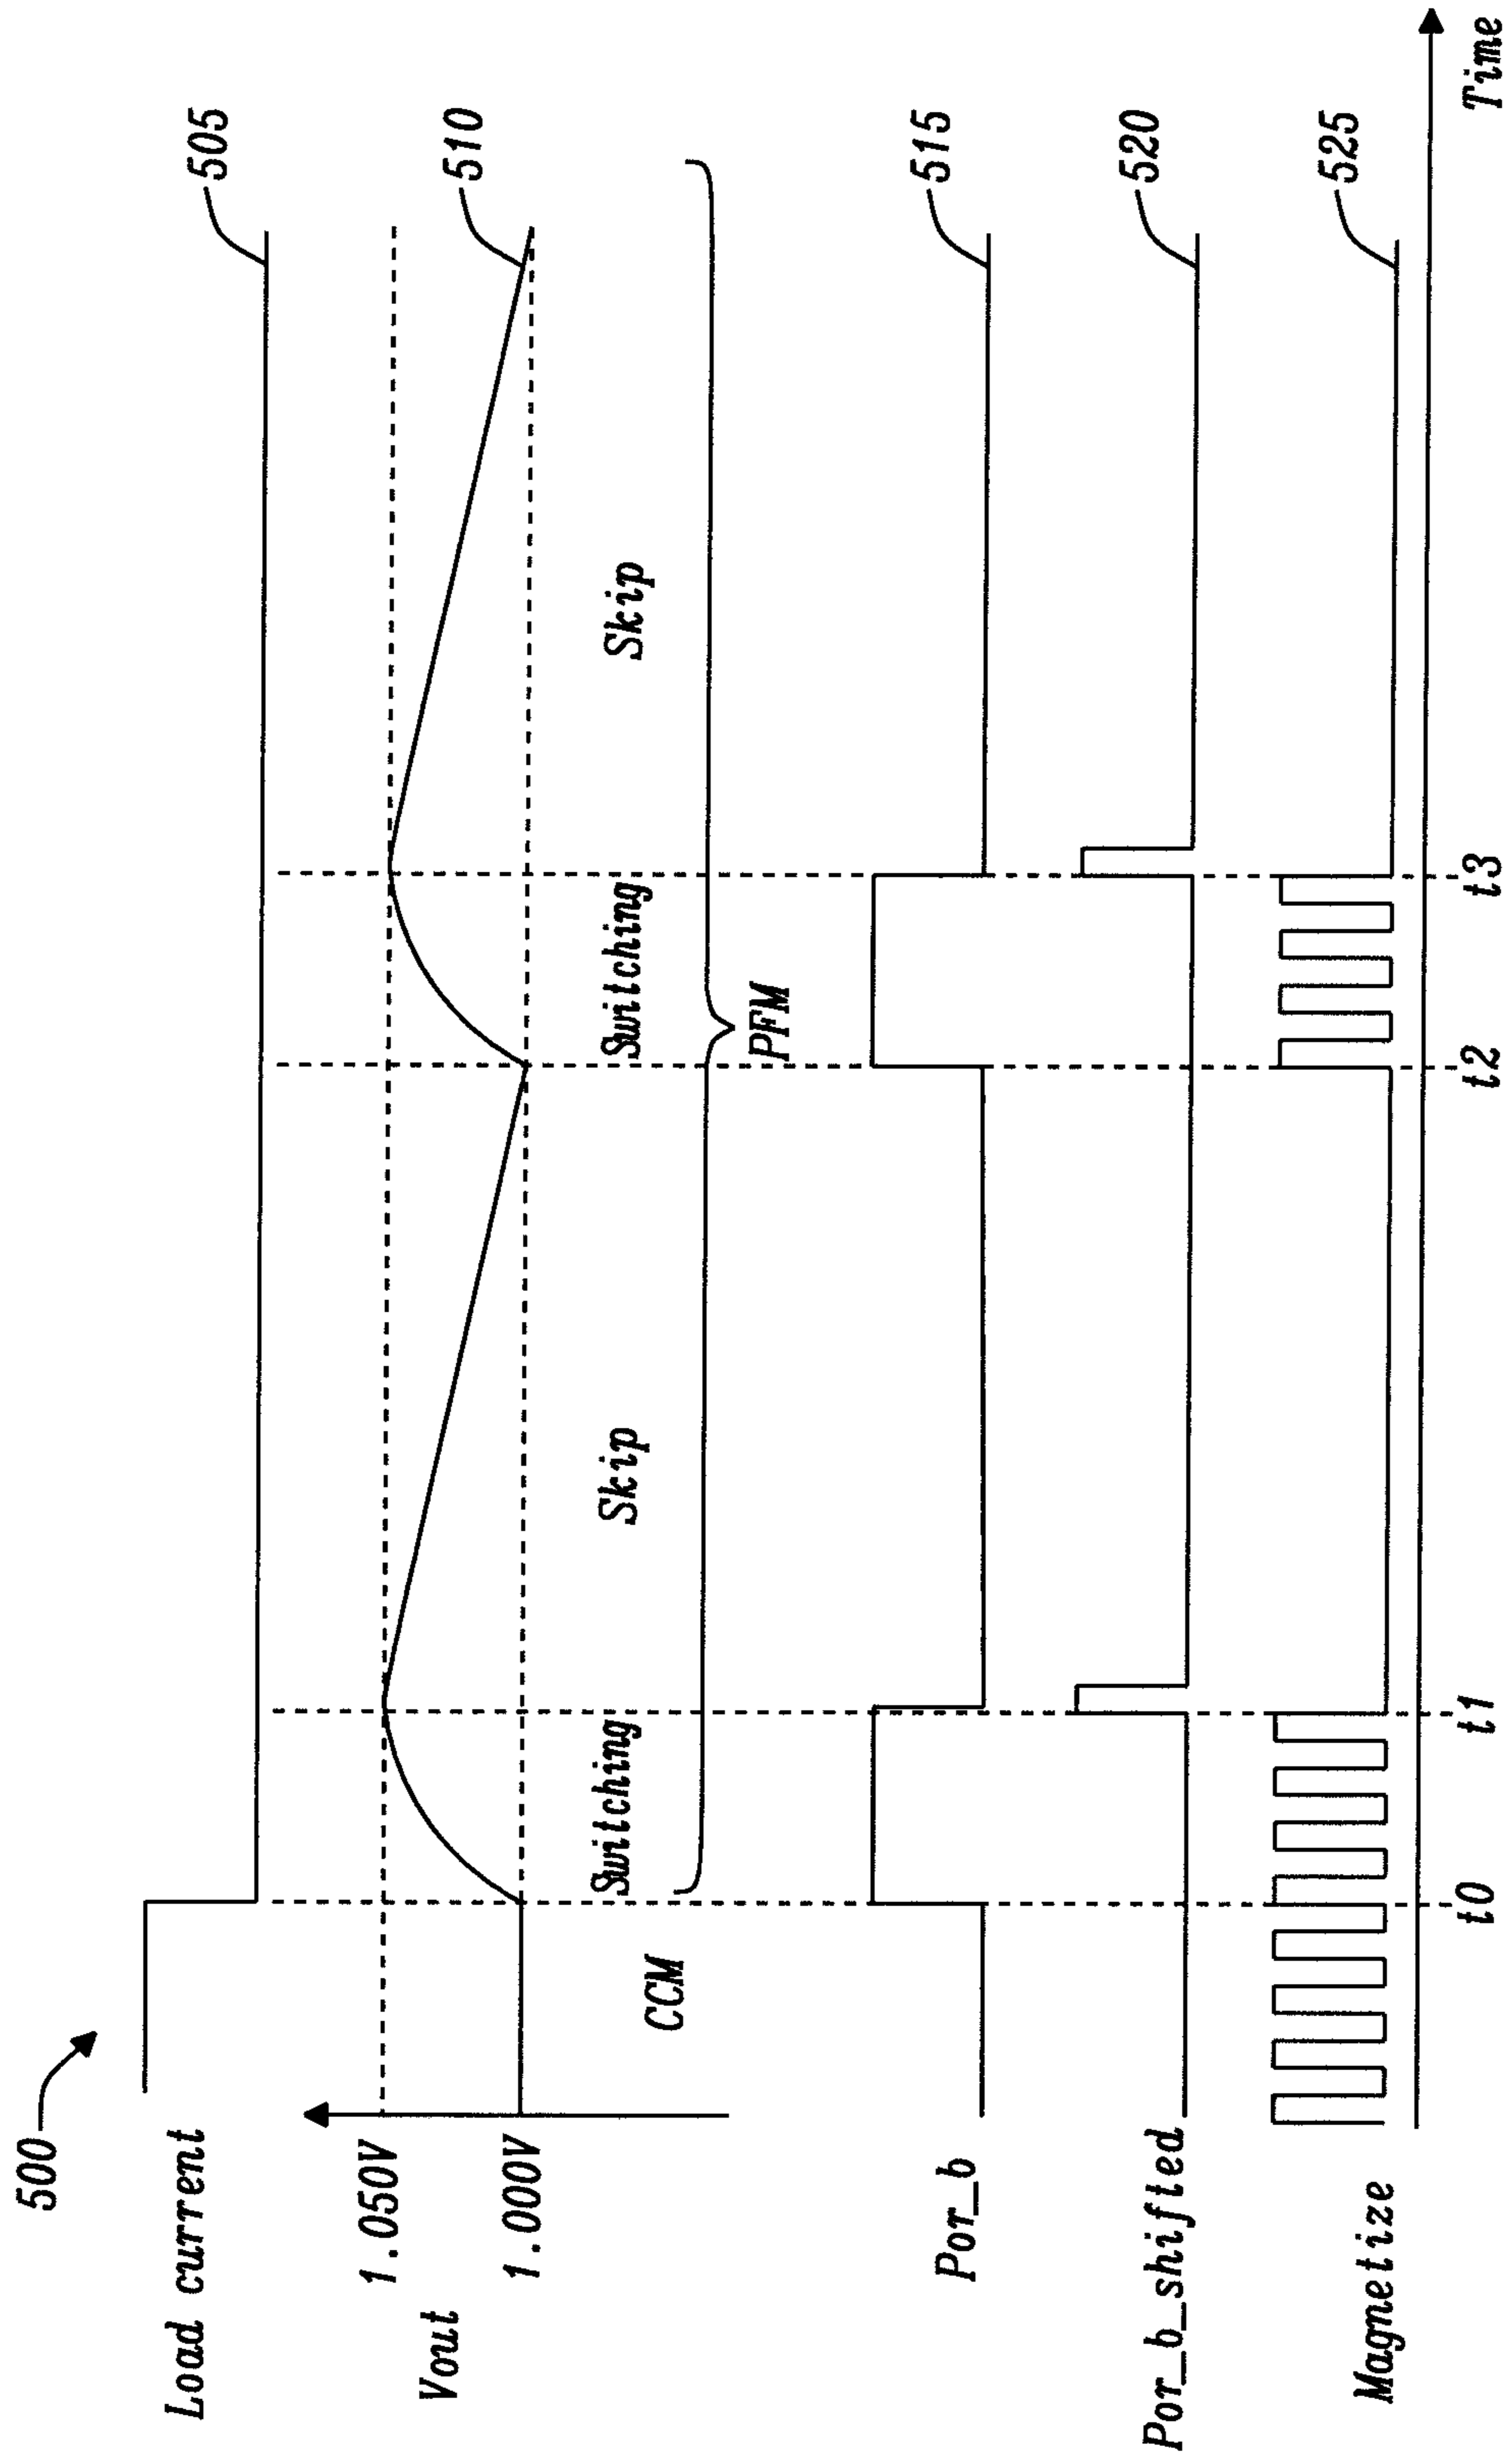 500
Load current
505
1.050V
Vout
1.000V
510
CCM
Switching
Skip
Switching
Skip
PFM
Por_b
515
Por_b_shifted
520
Magnetize
525
t0
t1
t2
t3
Time